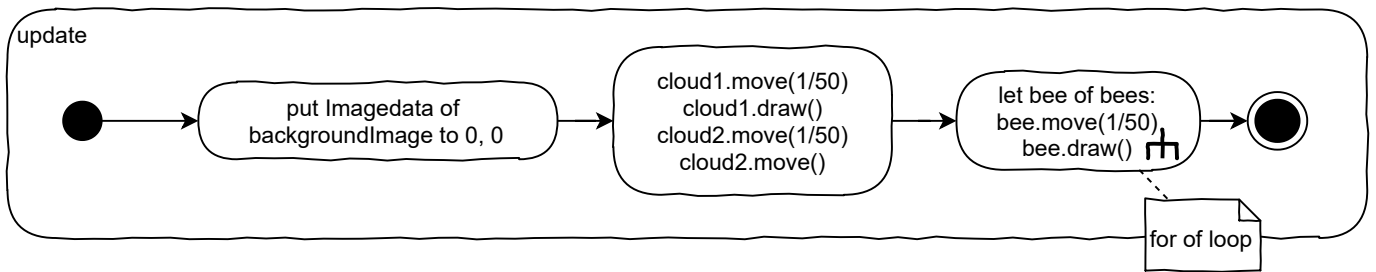 update
put Imagedata of
backgroundImage to 0, 0
cloud1.move(1/50)
cloud1.draw()
cloud2.move(1/50)
cloud2.move()
let bee of bees:
bee.move(1/50)
bee.draw()
for of loop